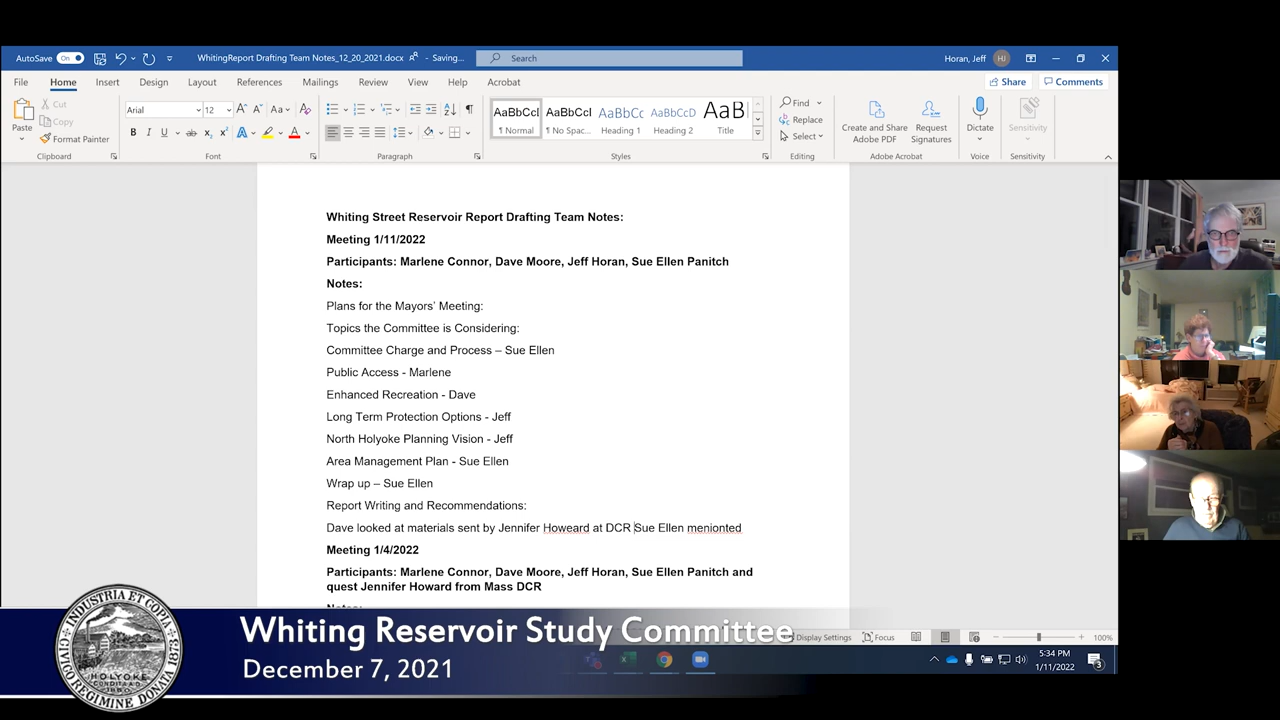 AutoSave On WhitingReport Drafting Team Notes_12_20_2021.docx - Saving... Search Horan, Jeff HJ
File Home Insert Design Layout References Mailings Review View Help Acrobat Share Comments
Paste Cut Copy Format Painter
Arial 12
AaBbCcI AaBbCcI AaBbCc AaBbCcD AaB
¶ Normal ¶ No Spac... Heading 1 Heading 2 Title
Find Replace Select
Create and Share Adobe PDF Request Signatures Dictate Sensitivity
Clipboard Font Paragraph Styles Editing Adobe Acrobat Voice Sensitivity
Whiting Street Reservoir Report Drafting Team Notes:
Meeting 1/11/2022
Participants: Marlene Connor, Dave Moore, Jeff Horan, Sue Ellen Panitch
Notes:
Plans for the Mayors' Meeting:
Topics the Committee is Considering:
Committee Charge and Process – Sue Ellen
Public Access - Marlene
Enhanced Recreation - Dave
Long Term Protection Options - Jeff
North Holyoke Planning Vision - Jeff
Area Management Plan - Sue Ellen
Wrap up – Sue Ellen
Report Writing and Recommendations:
Dave looked at materials sent by Jennifer Howeard at DCR Sue Ellen menionted
Meeting 1/4/2022
Participants: Marlene Connor, Dave Moore, Jeff Horan, Sue Ellen Panitch and
quest Jennifer Howard from Mass DCR
Notes:
Display Settings Focus 100%
Whiting Reservoir Study Committee
December 7, 2021
5:34 PM
1/11/2022
3
INDUSTRIA ET COPIA
HOLYOKE
1873